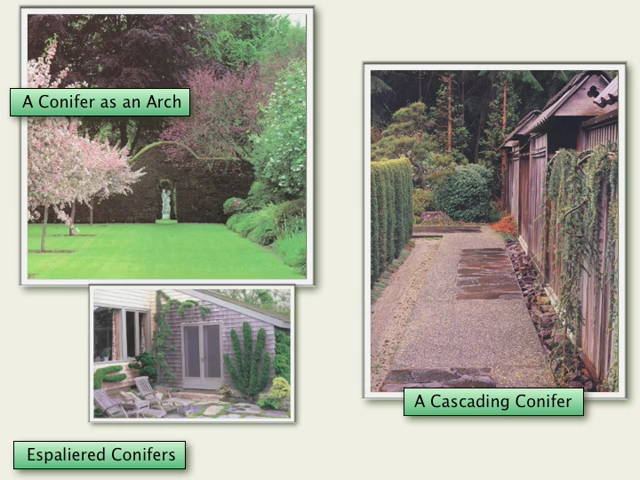 A Conifer as an Arch
A Cascading Conifer
Espaliered Conifers